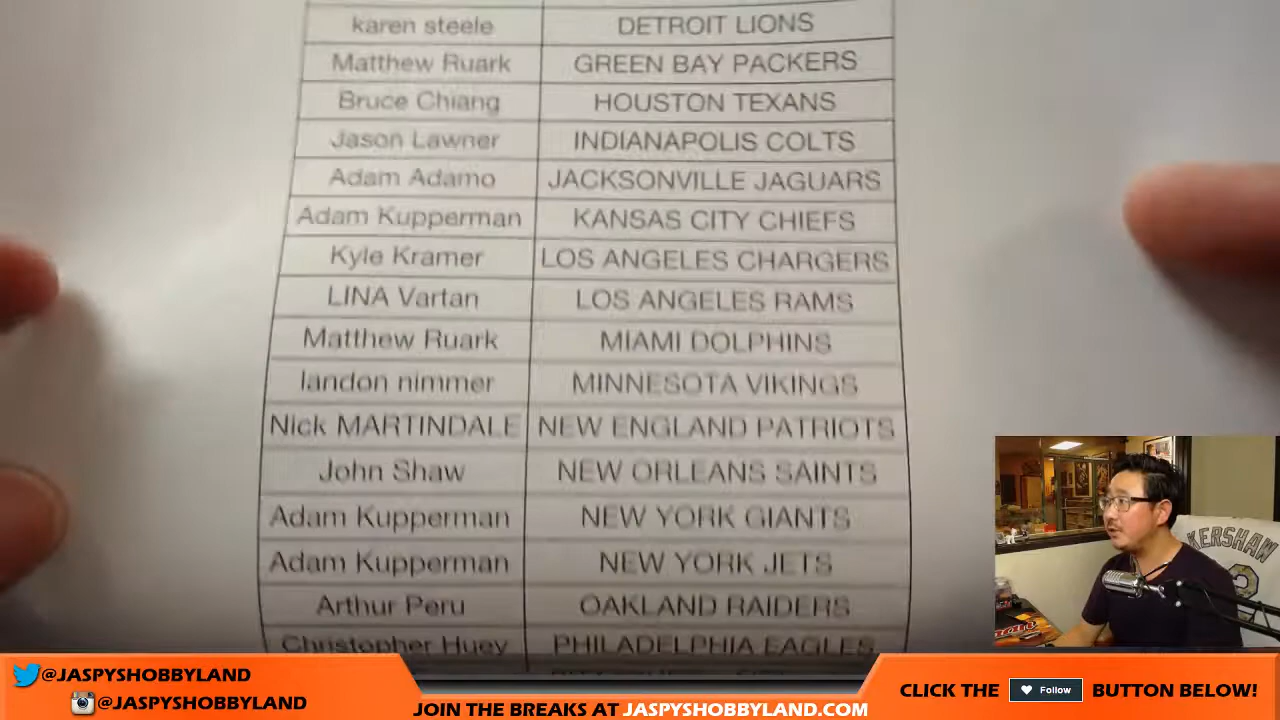 karen steele DETROIT LIONS
Matthew Ruark GREEN BAY PACKERS
Bruce Chiang HOUSTON TEXANS
Jason Lawner INDIANAPOLIS COLTS
Adam Adamo JACKSONVILLE JAGUARS
Adam Kupperman KANSAS CITY CHIEFS
Kyle Kramer LOS ANGELES CHARGERS
LINA Vartan LOS ANGELES RAMS
Matthew Ruark MIAMI DOLPHINS
landon nimmer MINNESOTA VIKINGS
Nick MARTINDALE NEW ENGLAND PATRIOTS
John Shaw NEW ORLEANS SAINTS
Adam Kupperman NEW YORK GIANTS
Adam Kupperman NEW YORK JETS
Arthur Peru OAKLAND RAIDERS
Christopher Huey PHILADELPHIA EAGLES
KERSHAW
@JASPYSHOBBYLAND
@JASPYSHOBBYLAND
JOIN THE BREAKS AT JASPYSHOBBYLAND.COM
CLICK THE Follow BUTTON BELOW!